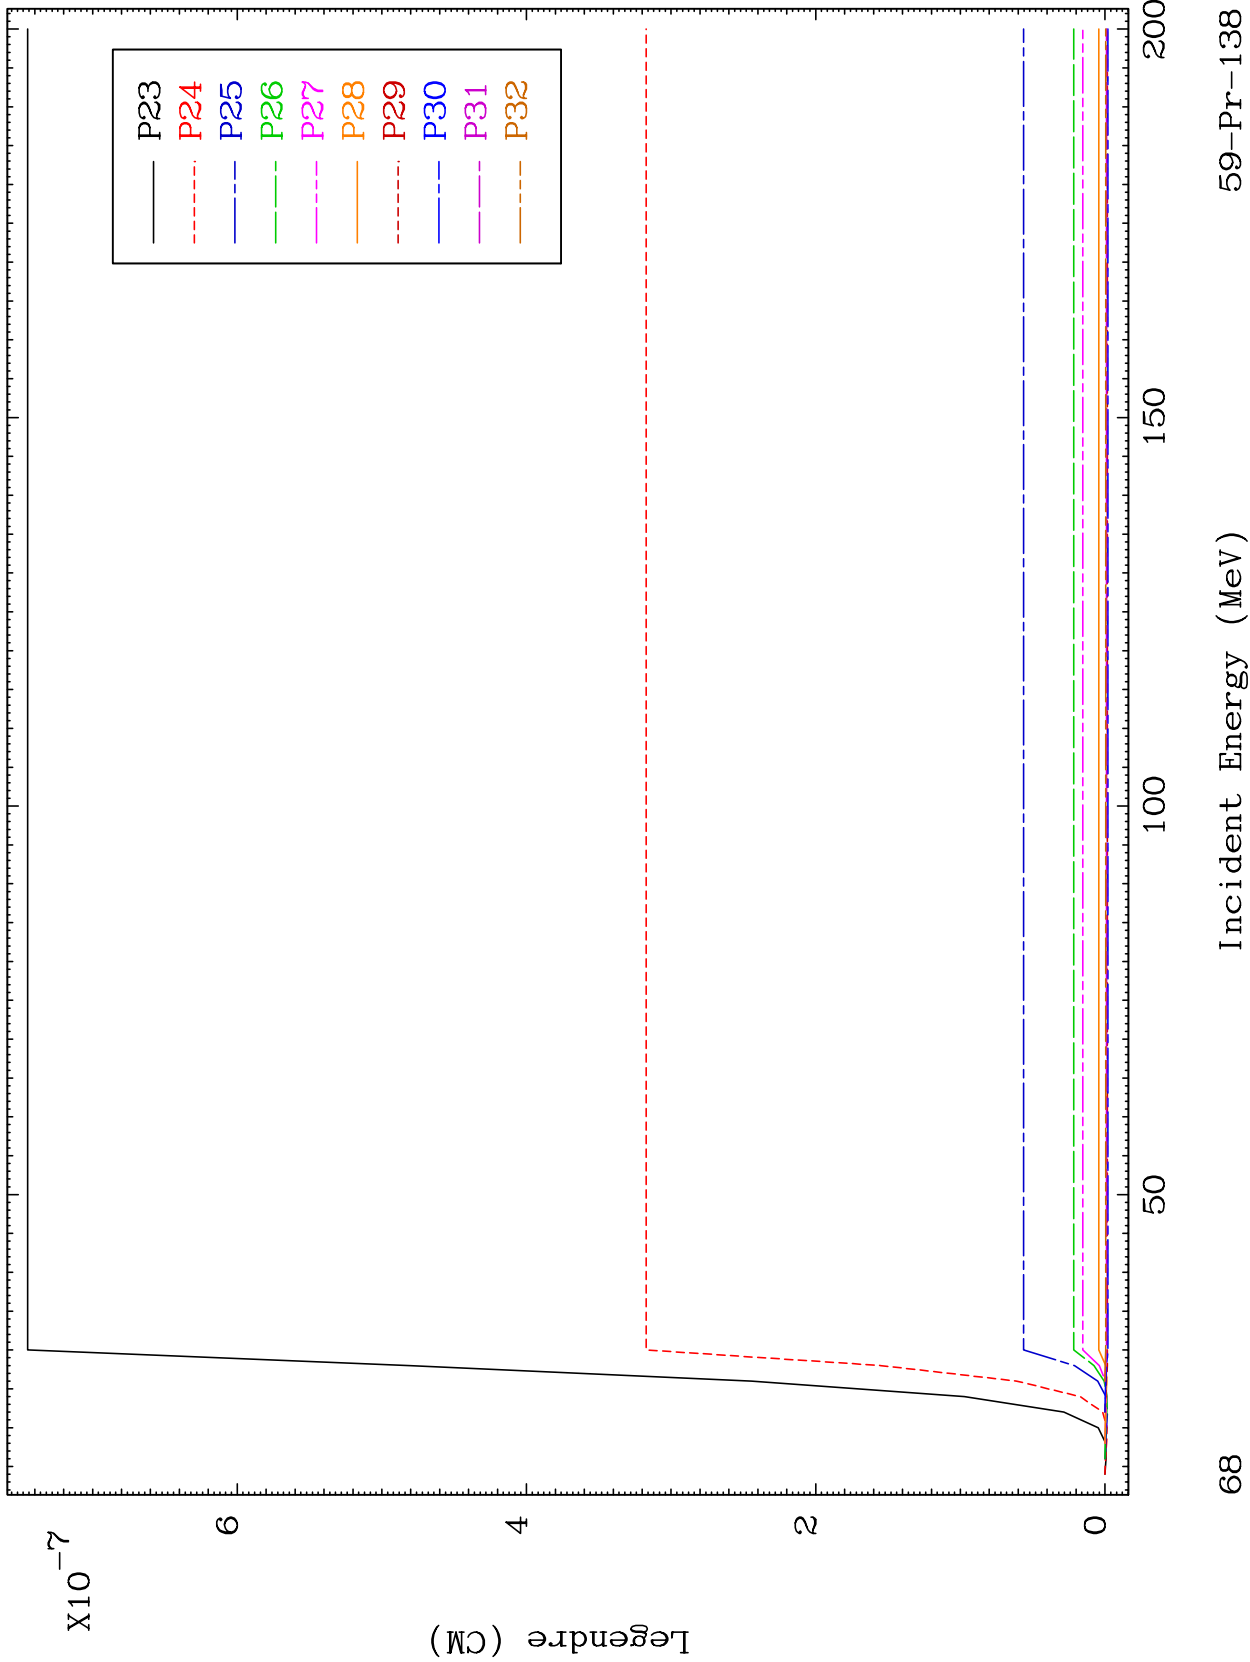 X10-7
6
4
2
0
Legendre (CM)
P23
P24
P25
P26
P27
P28
P29
P30
P31
P32
50
100
150
200
68
Incident Energy (MeV)
59-Pr-138